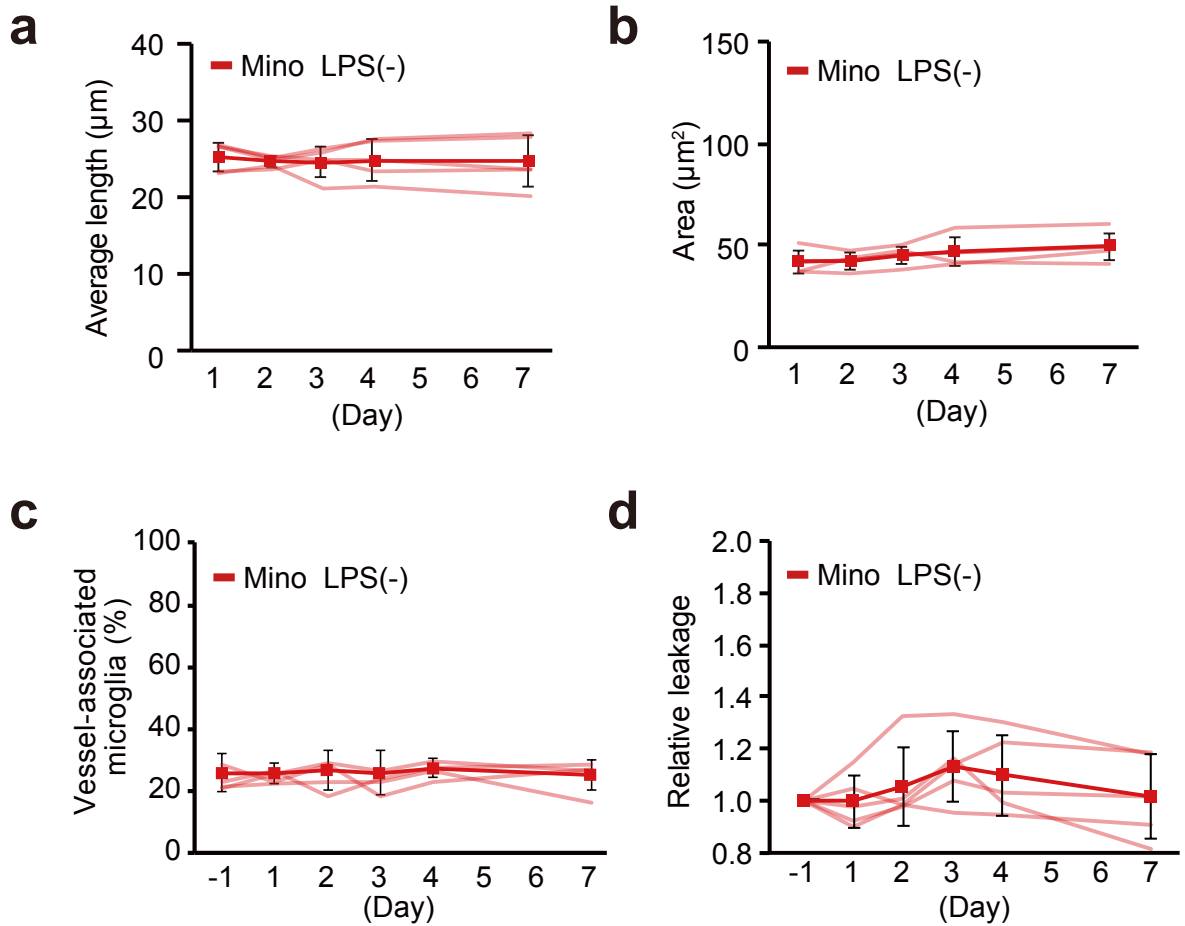 a
40
30
20
10
0
Average length (μm)
Mino LPS(-)
1 2 3 4 5 6 7
(Day)
b
150
100
50
0
Area (μm²)
Mino LPS(-)
1 2 3 4 5 6 7
(Day)
c
100
80
60
40
20
0
Vessel-associated
microglia (%)
Mino LPS(-)
-1 1 2 3 4 5 6 7
(Day)
d
2.0
1.8
1.6
1.4
1.2
1.0
0.8
Relative leakage
Mino LPS(-)
-1 1 2 3 4 5 6 7
(Day)